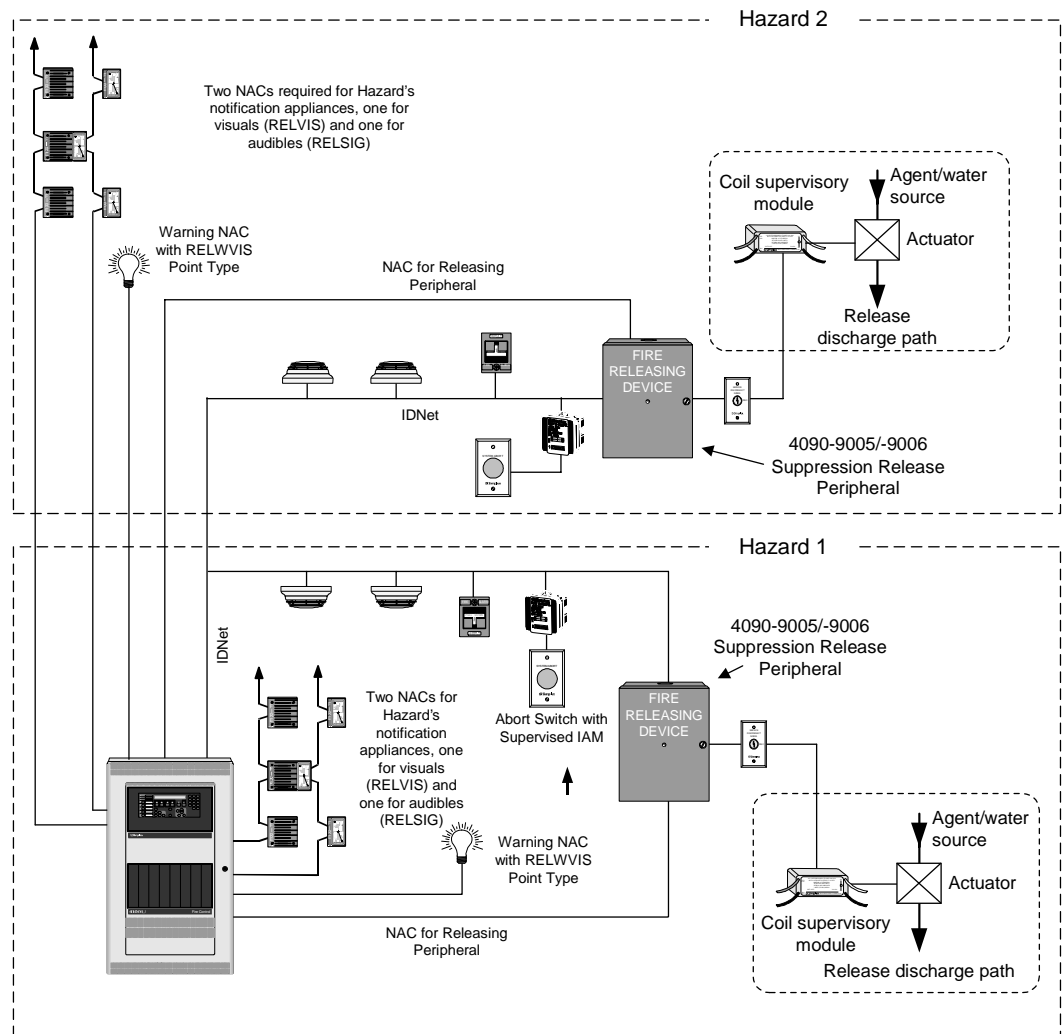 Hazard 2
Two NACs required for Hazard's
notification appliances, one for
visuals (RELVIS) and one for
audibles (RELSIG)
Warning NAC
with RELWVIS
Point Type
NAC for Releasing
Peripheral
Coil supervisory
module
Agent/water
source
Actuator
Release
discharge path
FIRE
RELEASING
DEVICE
IDNet
4090-9005/-9006
Suppression Release
Peripheral
Hazard 1
IDNet
4090-9005/-9006
Suppression Release
Peripheral
Two NACs for
Hazard's
notification
appliances, one
for visuals
(RELVIS) and
one for audibles
(RELSIG)
Abort Switch with
Supervised IAM
FIRE
RELEASING
DEVICE
Warning NAC
with RELWVIS
Point Type
NAC for Releasing
Peripheral
Agent/water
source
Actuator
Coil supervisory
module
Release discharge path